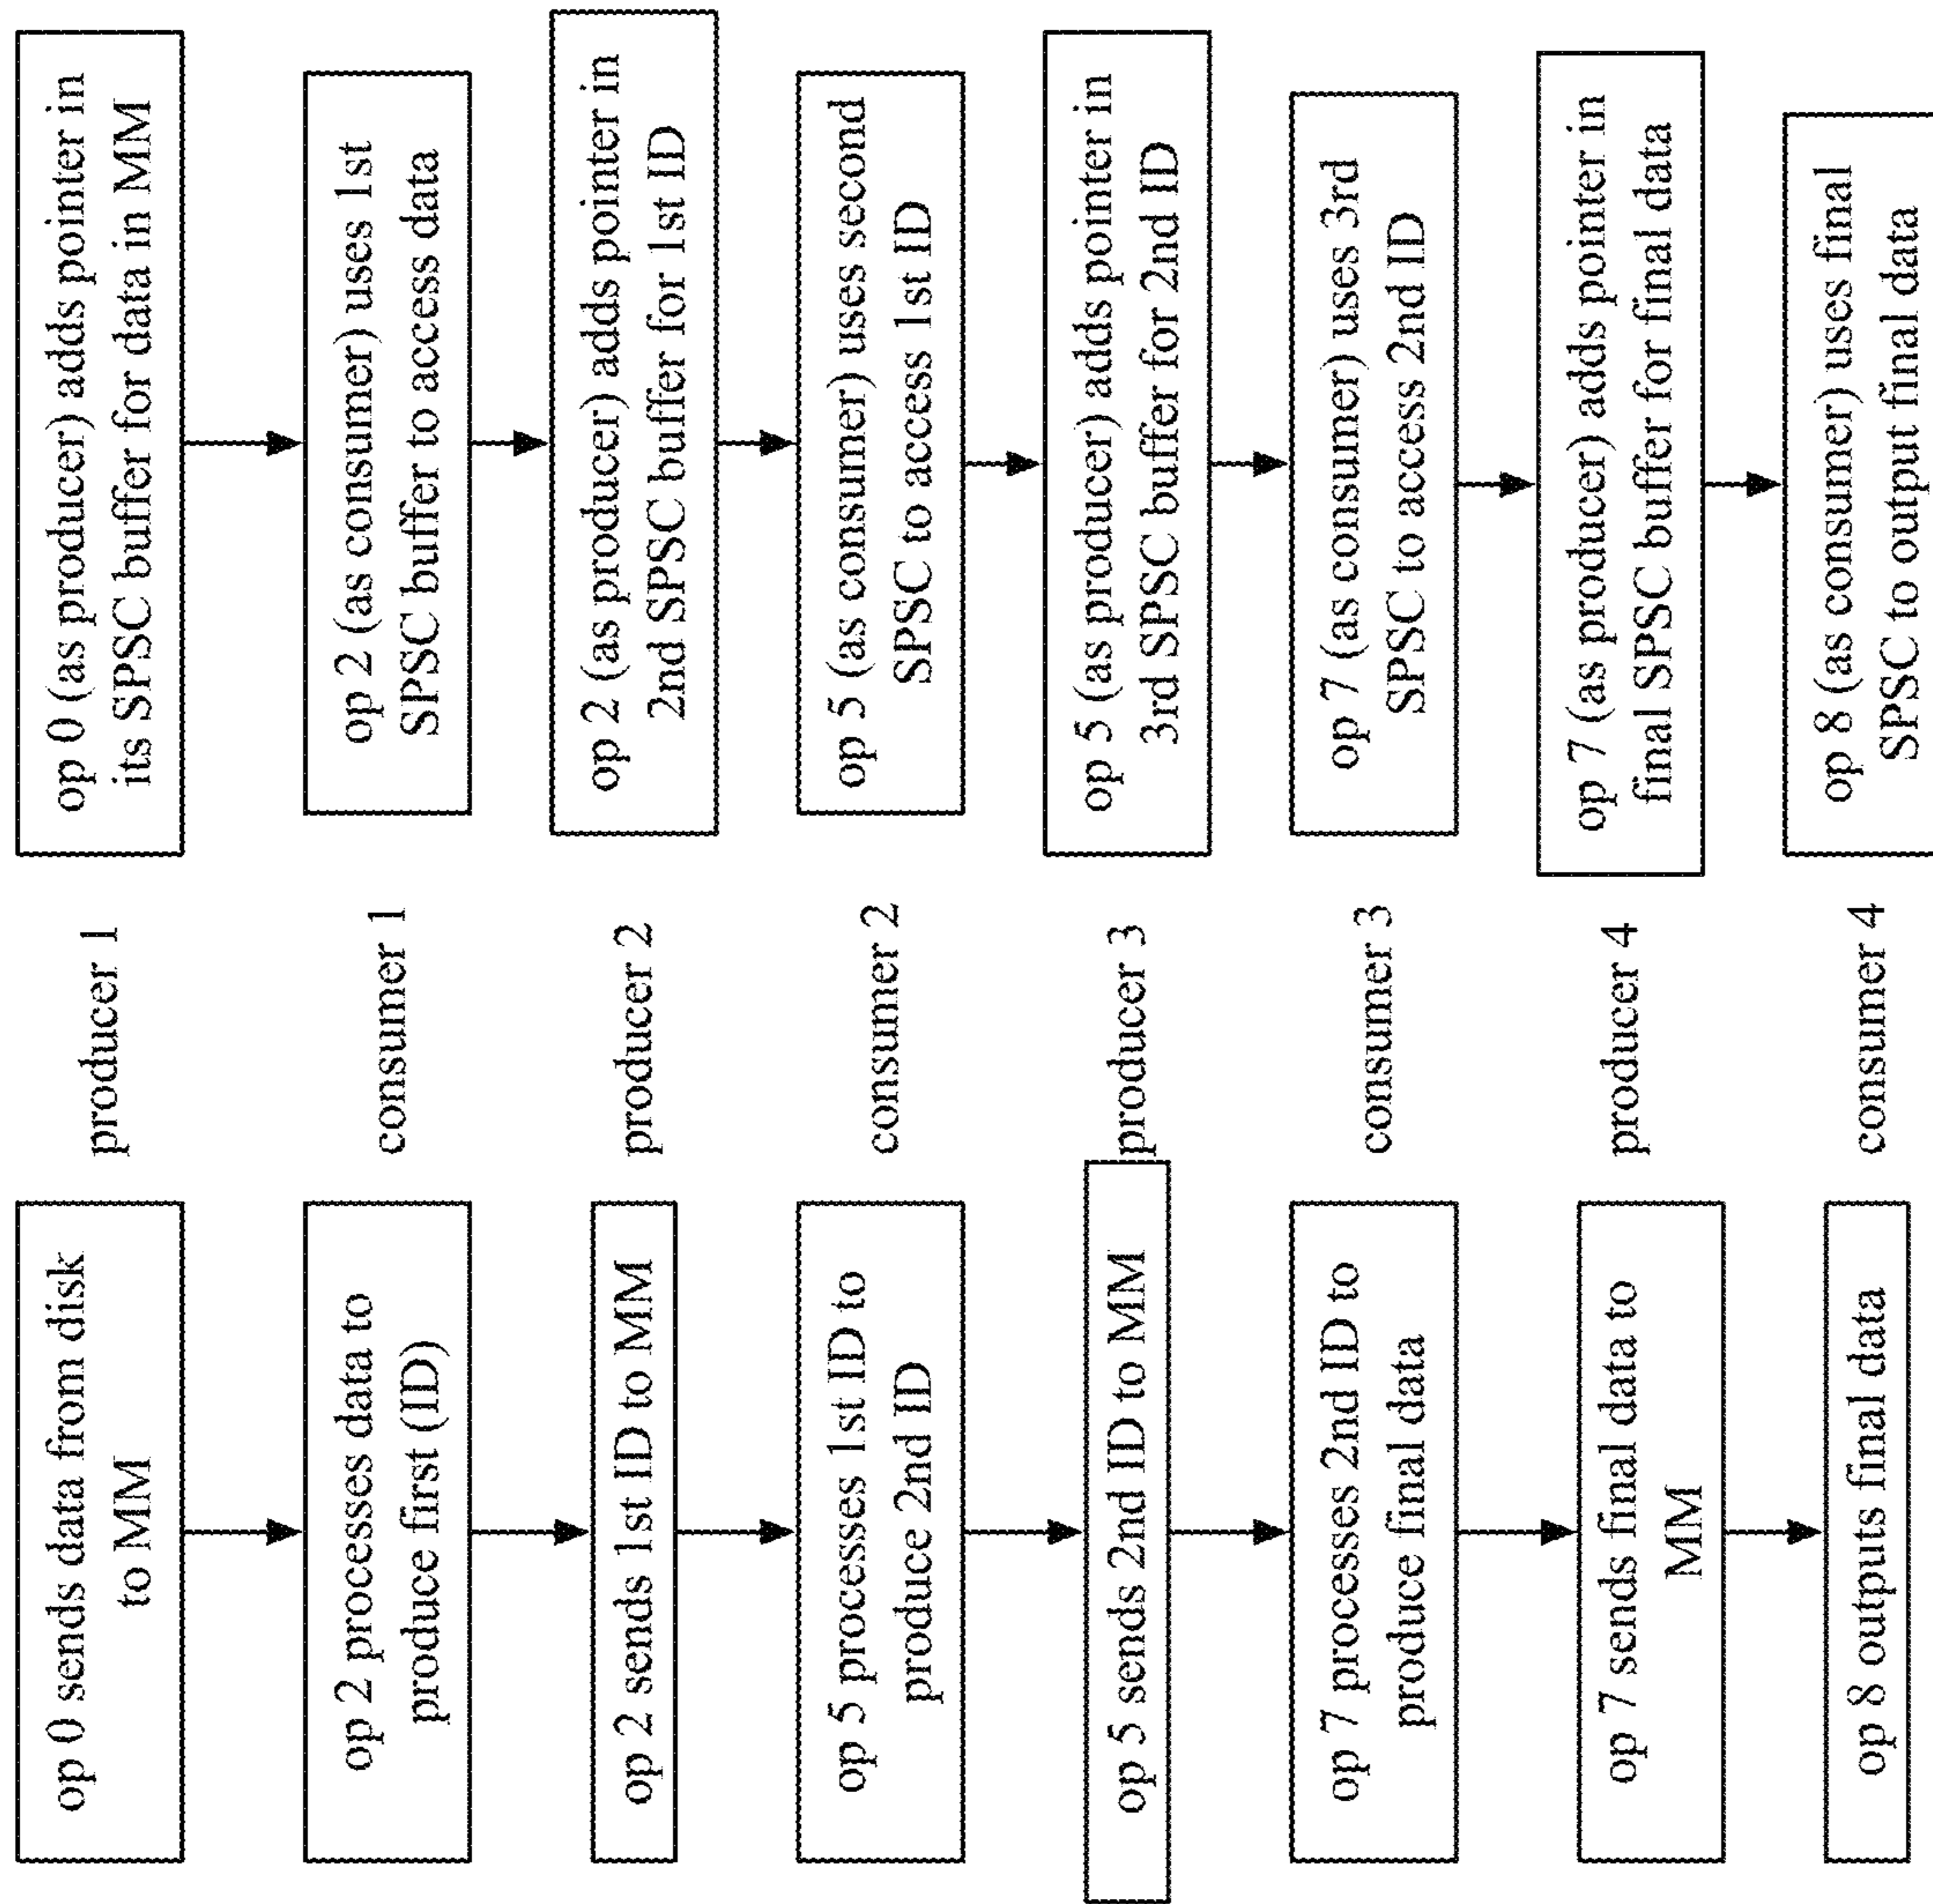 op 0 sends data from disk
to MM
producer 1
op 0 (as producer) adds pointer in
its SPSC buffer for data in MM
op 2 processes data to
produce first (ID)
consumer 1
op 2 (as consumer) uses 1st
SPSC buffer to access data
op 2 sends 1st ID to MM
producer 2
op 2 (as producer) adds pointer in
2nd SPSC buffer for 1st ID
op 5 processes 1st ID to
produce 2nd ID
consumer 2
op 5 (as consumer) uses second
SPSC to access 1st ID
op 5 sends 2nd ID to MM
producer 3
op 5 (as producer) adds pointer in
3rd SPSC buffer for 2nd ID
op 7 processes 2nd ID to
produce final data
consumer 3
op 7 (as consumer) uses 3rd
SPSC to access 2nd ID
op 7 sends final data to
MM
producer 4
op 7 (as producer) adds pointer in
final SPSC buffer for final data
op 8 outputs final data
consumer 4
op 8 (as consumer) uses final
SPSC to output final data